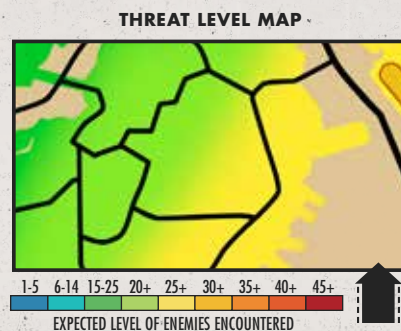 THREAT LEVEL MAP
1-5 6-14 15-25 20+ 25+ 30+ 35+ 40+ 45+
EXPECTED LEVEL OF ENEMIES ENCOUNTERED